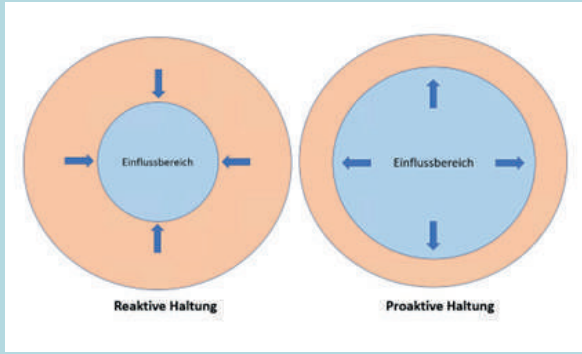 Einflussbereich
Einflussbereich
Reaktive Haltung
Proaktive Haltung